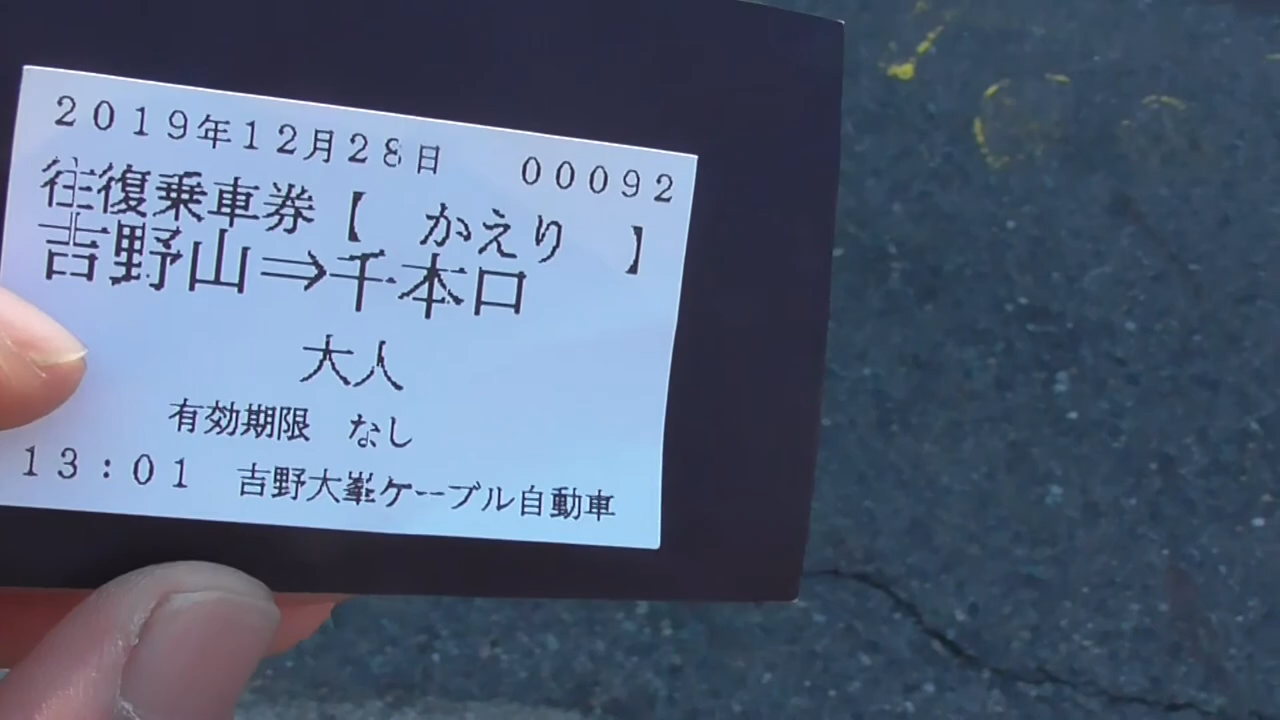 2019年12月28日 00092
往復乗車券【 かえり 】
吉野山⇒千本口
大人
有効期限 なし
13:01 吉野大峯ケーブル自動車